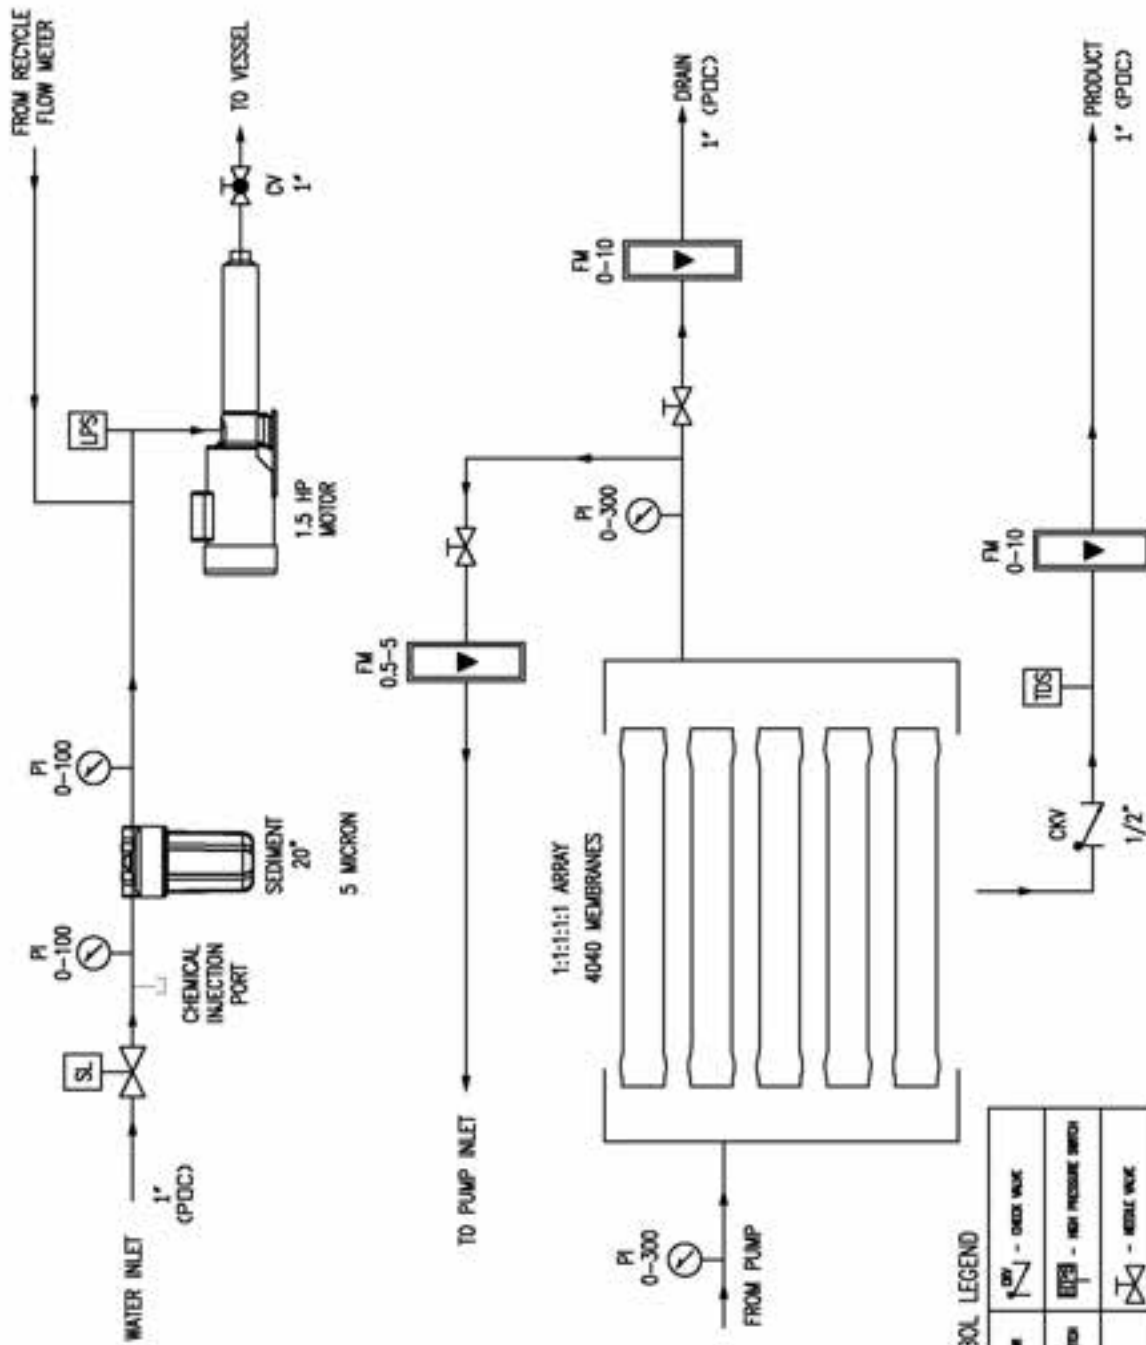 FROM RECYCLE
FLOW METER
TO VESSEL
CV
1"
LPS
1.5 HP
MOTOR
PI
0-100
SEDIMENT
20"
5 MICRON
PI
0-100
CHEMICAL
INJECTION
PORT
SL
WATER INLET
1"
(POC)
DRAIN
1" (POC)
FM
0-10
PI
0-300
FM
0.5-5
TO PUMP INLET
1:1:1:1:1 ARRAY
4040 MEMBRANES
PI
0-300
FROM PUMP
PRODUCT
1" (POC)
FM
0-10
TDS
CKV
1/2"
BOL LEGEND
CKV - CHECK VALVE
HPS - HIGH PRESSURE SWITCH
- NEEDLE VALVE